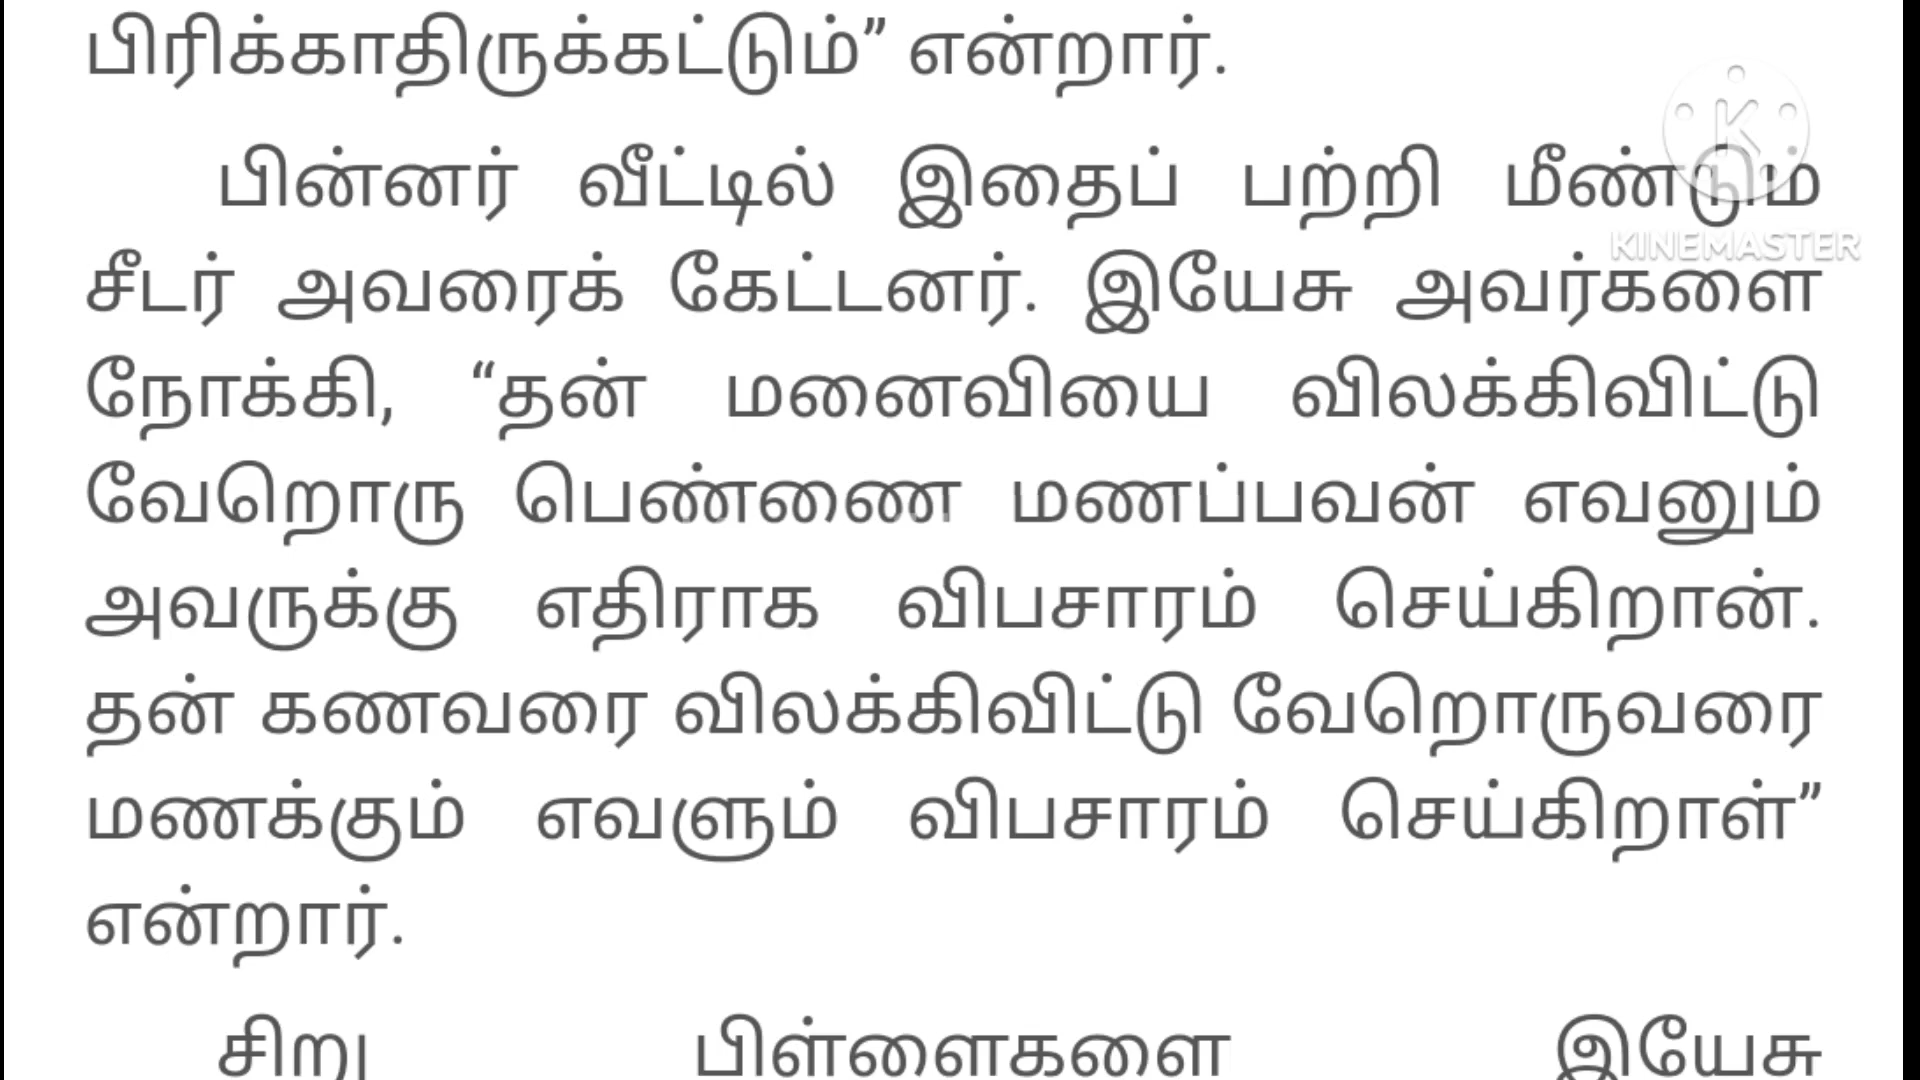 பிரிக்காதிருக்கட்டும்” என்றார்.
பின்னர் வீட்டில் இதைப் பற்றி மீண்டும்
KINEMASTER
சீடர் அவரைக் கேட்டனர். இயேசு அவர்களை
நோக்கி, “தன் மனைவியை விலக்கிவிட்டு
வேறொரு பெண்ணை மணப்பவன் எவனும்
அவருக்கு எதிராக விபசாரம் செய்கிறான்.
தன் கணவரை விலக்கிவிட்டு வேறொருவரை
மணக்கும் எவளும் விபசாரம் செய்கிறாள்”
என்றார்.
சிறு பிள்ளைகளை இயேசு